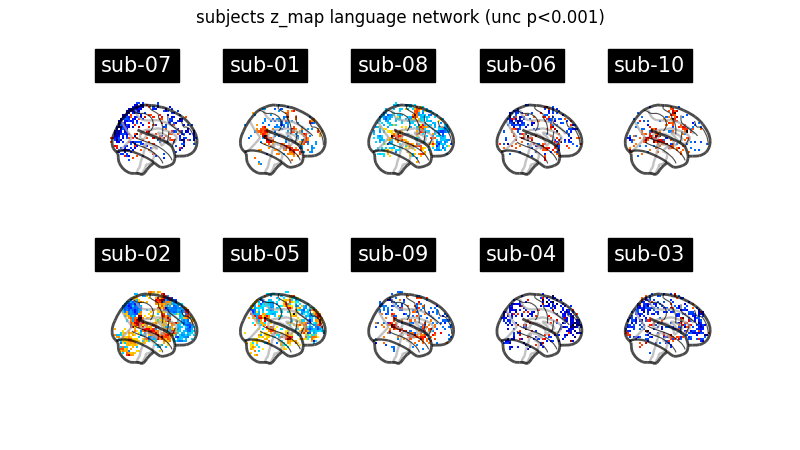 subjects z_map language network (unc p<0.001)
sub-07
sub-01
sub-08
sub-06
sub-10
sub-02
sub-05
sub-09
sub-04
sub-03